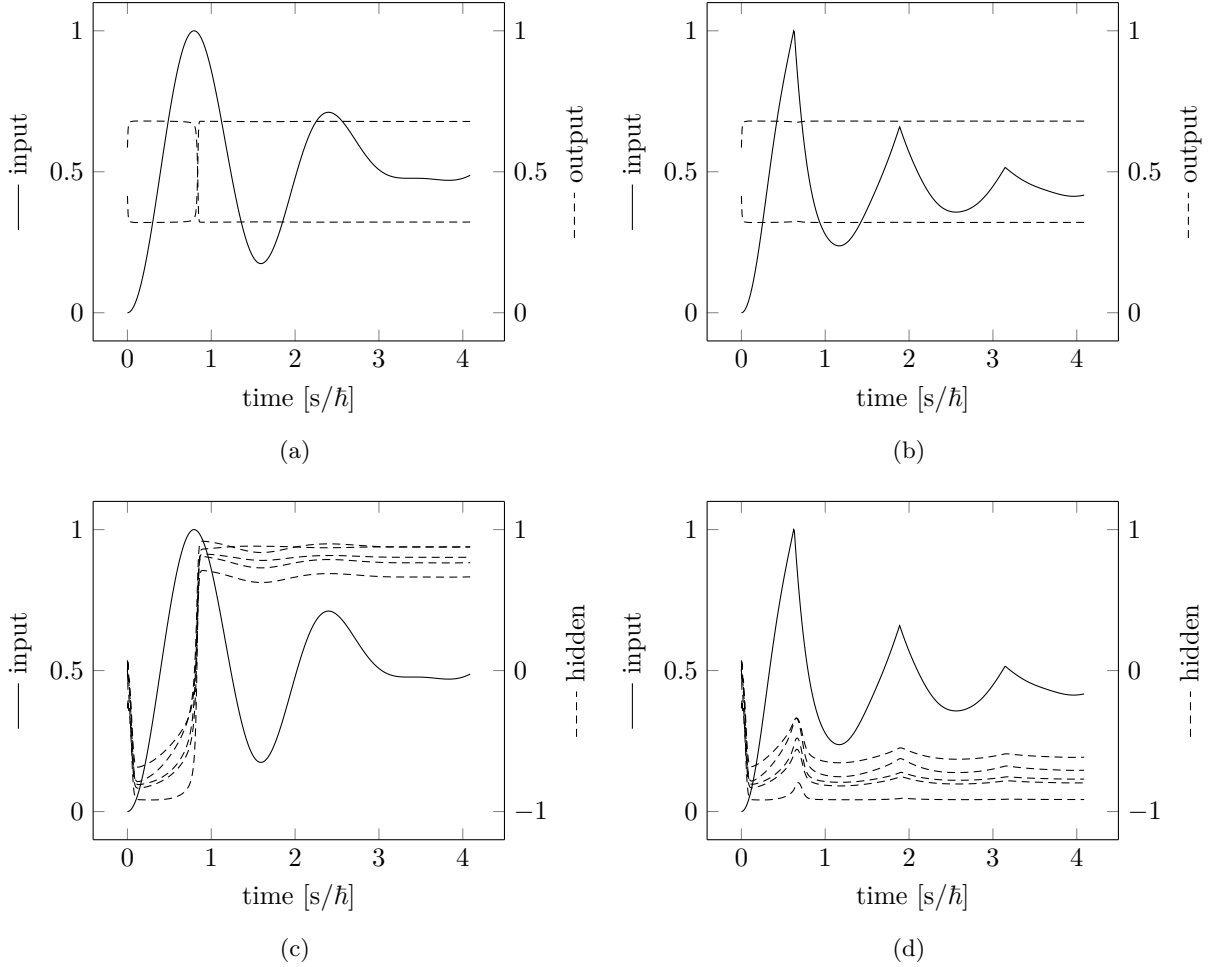 1
0.5
0
— input
1
0.5
0
--- output
0 1 2 3 4
time [s/ħ]
(a)
1
0.5
0
— input
1
0.5
0
--- output
0 1 2 3 4
time [s/ħ]
(b)
1
0.5
0
— input
1
0
−1
--- hidden
0 1 2 3 4
time [s/ħ]
(c)
1
0.5
0
— input
1
0
−1
--- hidden
0 1 2 3 4
time [s/ħ]
(d)